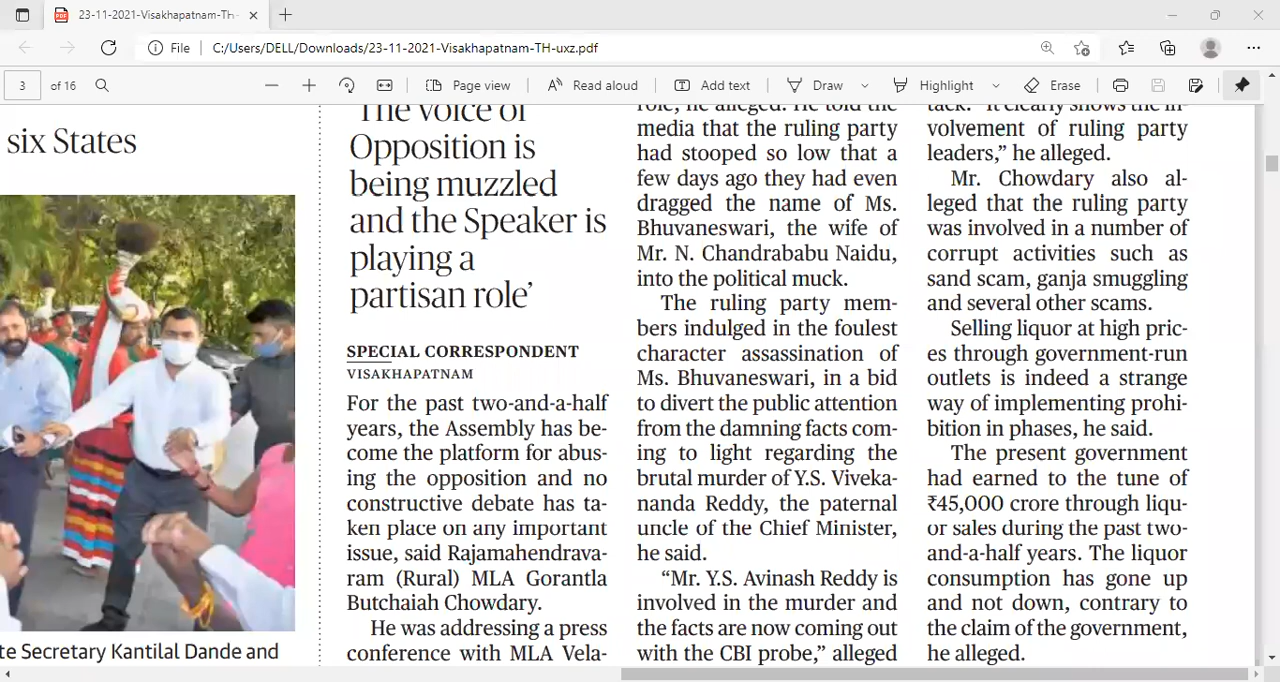 23-11-2021-Visakhapatnam-Th-
File
C:/Users/DELL/Downloads/23-11-2021-Visakhapatnam-TH-uxz.pdf
3 of 16
Page view
Read aloud
Add text
Draw
Highlight
Erase
six States
te Secretary Kantilal Dande and
'The voice of
Opposition is
being muzzled
and the Speaker is
playing a
partisan role'
SPECIAL CORRESPONDENT
VISAKHAPATNAM
For the past two-and-a-half
years, the Assembly has be-
come the platform for abus-
ing the opposition and no
constructive debate has ta-
ken place on any important
issue, said Rajamahendrava-
ram (Rural) MLA Gorantla
Butchaiah Chowdary.
He was addressing a press
conference with MLA Vela-
role, he alleged. He told the
media that the ruling party
had stooped so low that a
few days ago they had even
dragged the name of Ms.
Bhuvaneswari, the wife of
Mr. N. Chandrababu Naidu,
into the political muck.
The ruling party mem-
bers indulged in the foulest
character assassination of
Ms. Bhuvaneswari, in a bid
to divert the public attention
from the damning facts com-
ing to light regarding the
brutal murder of Y.S. Viveka-
nanda Reddy, the paternal
uncle of the Chief Minister,
he said.
“Mr. Y.S. Avinash Reddy is
involved in the murder and
the facts are now coming out
with the CBI probe,” alleged
tack. “It clearly shows the in-
volvement of ruling party
leaders,” he alleged.
Mr. Chowdary also al-
leged that the ruling party
was involved in a number of
corrupt activities such as
sand scam, ganja smuggling
and several other scams.
Selling liquor at high pric-
es through government-run
outlets is indeed a strange
way of implementing prohi-
bition in phases, he said.
The present government
had earned to the tune of
₹45,000 crore through liqu-
or sales during the past two-
and-a-half years. The liquor
consumption has gone up
and not down, contrary to
the claim of the government,
he alleged.